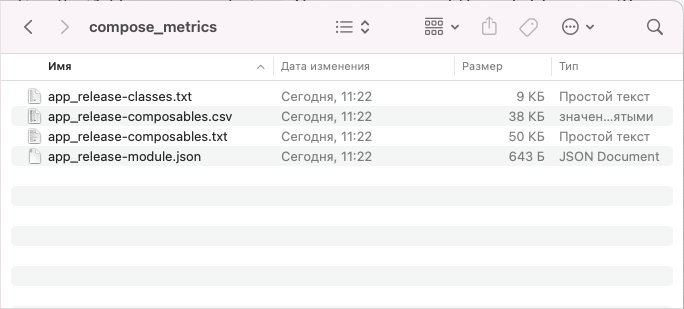 compose_metrics
Имя Дата изменения Размер Тип
app_release-classes.txt Сегодня, 11:22 9 КБ Простой текст
app_release-composables.csv Сегодня, 11:22 38 КБ значен...ятыми
app_release-composables.txt Сегодня, 11:22 50 КБ Простой текст
app_release-module.json Сегодня, 11:22 643 Б JSON Document